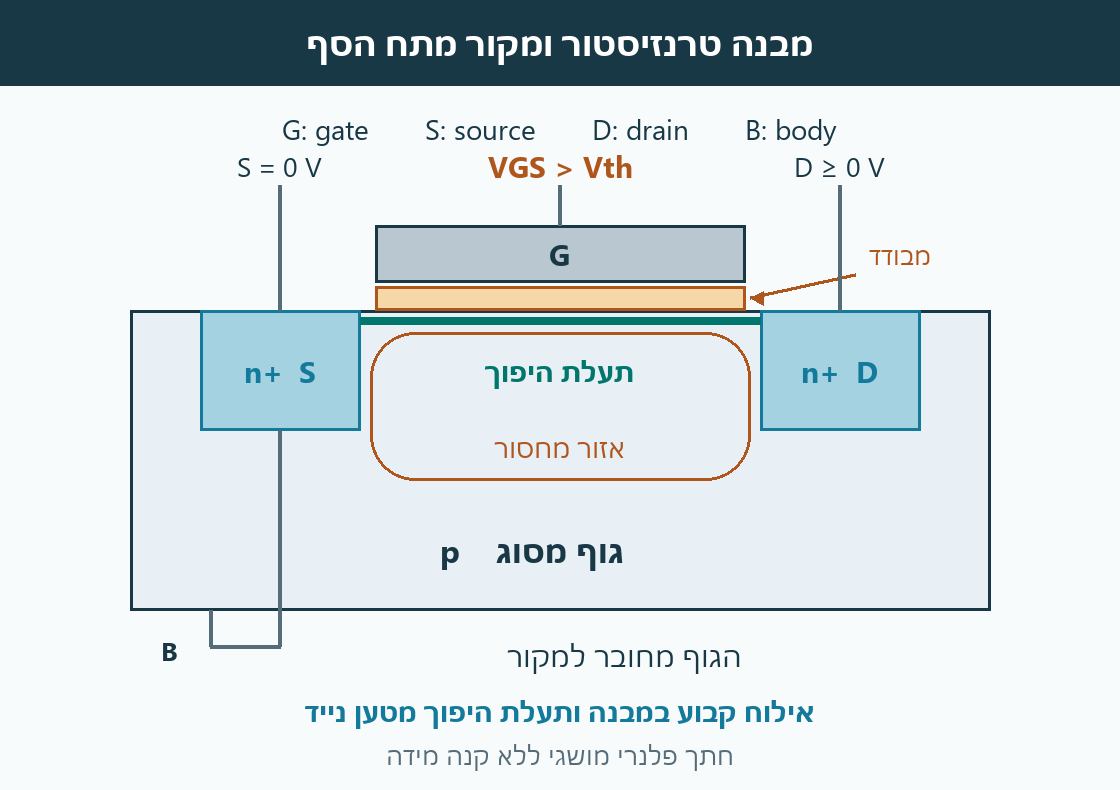 מבנה טרנזיסטור ומקור מתח הסף
G: gate S: source D: drain B: body
S = 0 V VGS > Vth D ≥ 0 V
G
מבודד
n+ S
תעלת היפוך
n+ D
אזור מחסור
גוף מסוג p
B
הגוף מחובר למקור
אילוח קבוע במבנה ותעלת היפוך מטען נייד
חתך פלנרי מושגי ללא קנה מידה